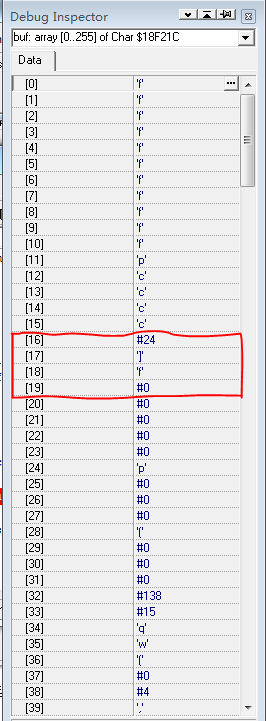 Debug Inspector
buf: array [0..255] of Char $18F21C
Data
[0] 'f' ...
[1] 'f'
[2] 'f'
[3] 'f'
[4] 'f'
[5] 'f'
[6] 'f'
[7] 'f'
[8] 'f'
[9] 'f'
[10] 'f'
[11] 'p'
[12] 'c'
[13] 'c'
[14] 'c'
[15] 'c'
[16] #24
[17] ']'
[18] 'f'
[19] #0
[20] #0
[21] #0
[22] #0
[23] #0
[24] 'p'
[25] #0
[26] #0
[27] #0
[28] '('
[29] #0
[30] #0
[31] #0
[32] #138
[33] #15
[34] 'q'
[35] 'w'
[36] '('
[37] #0
[38] #4
[39] ';'